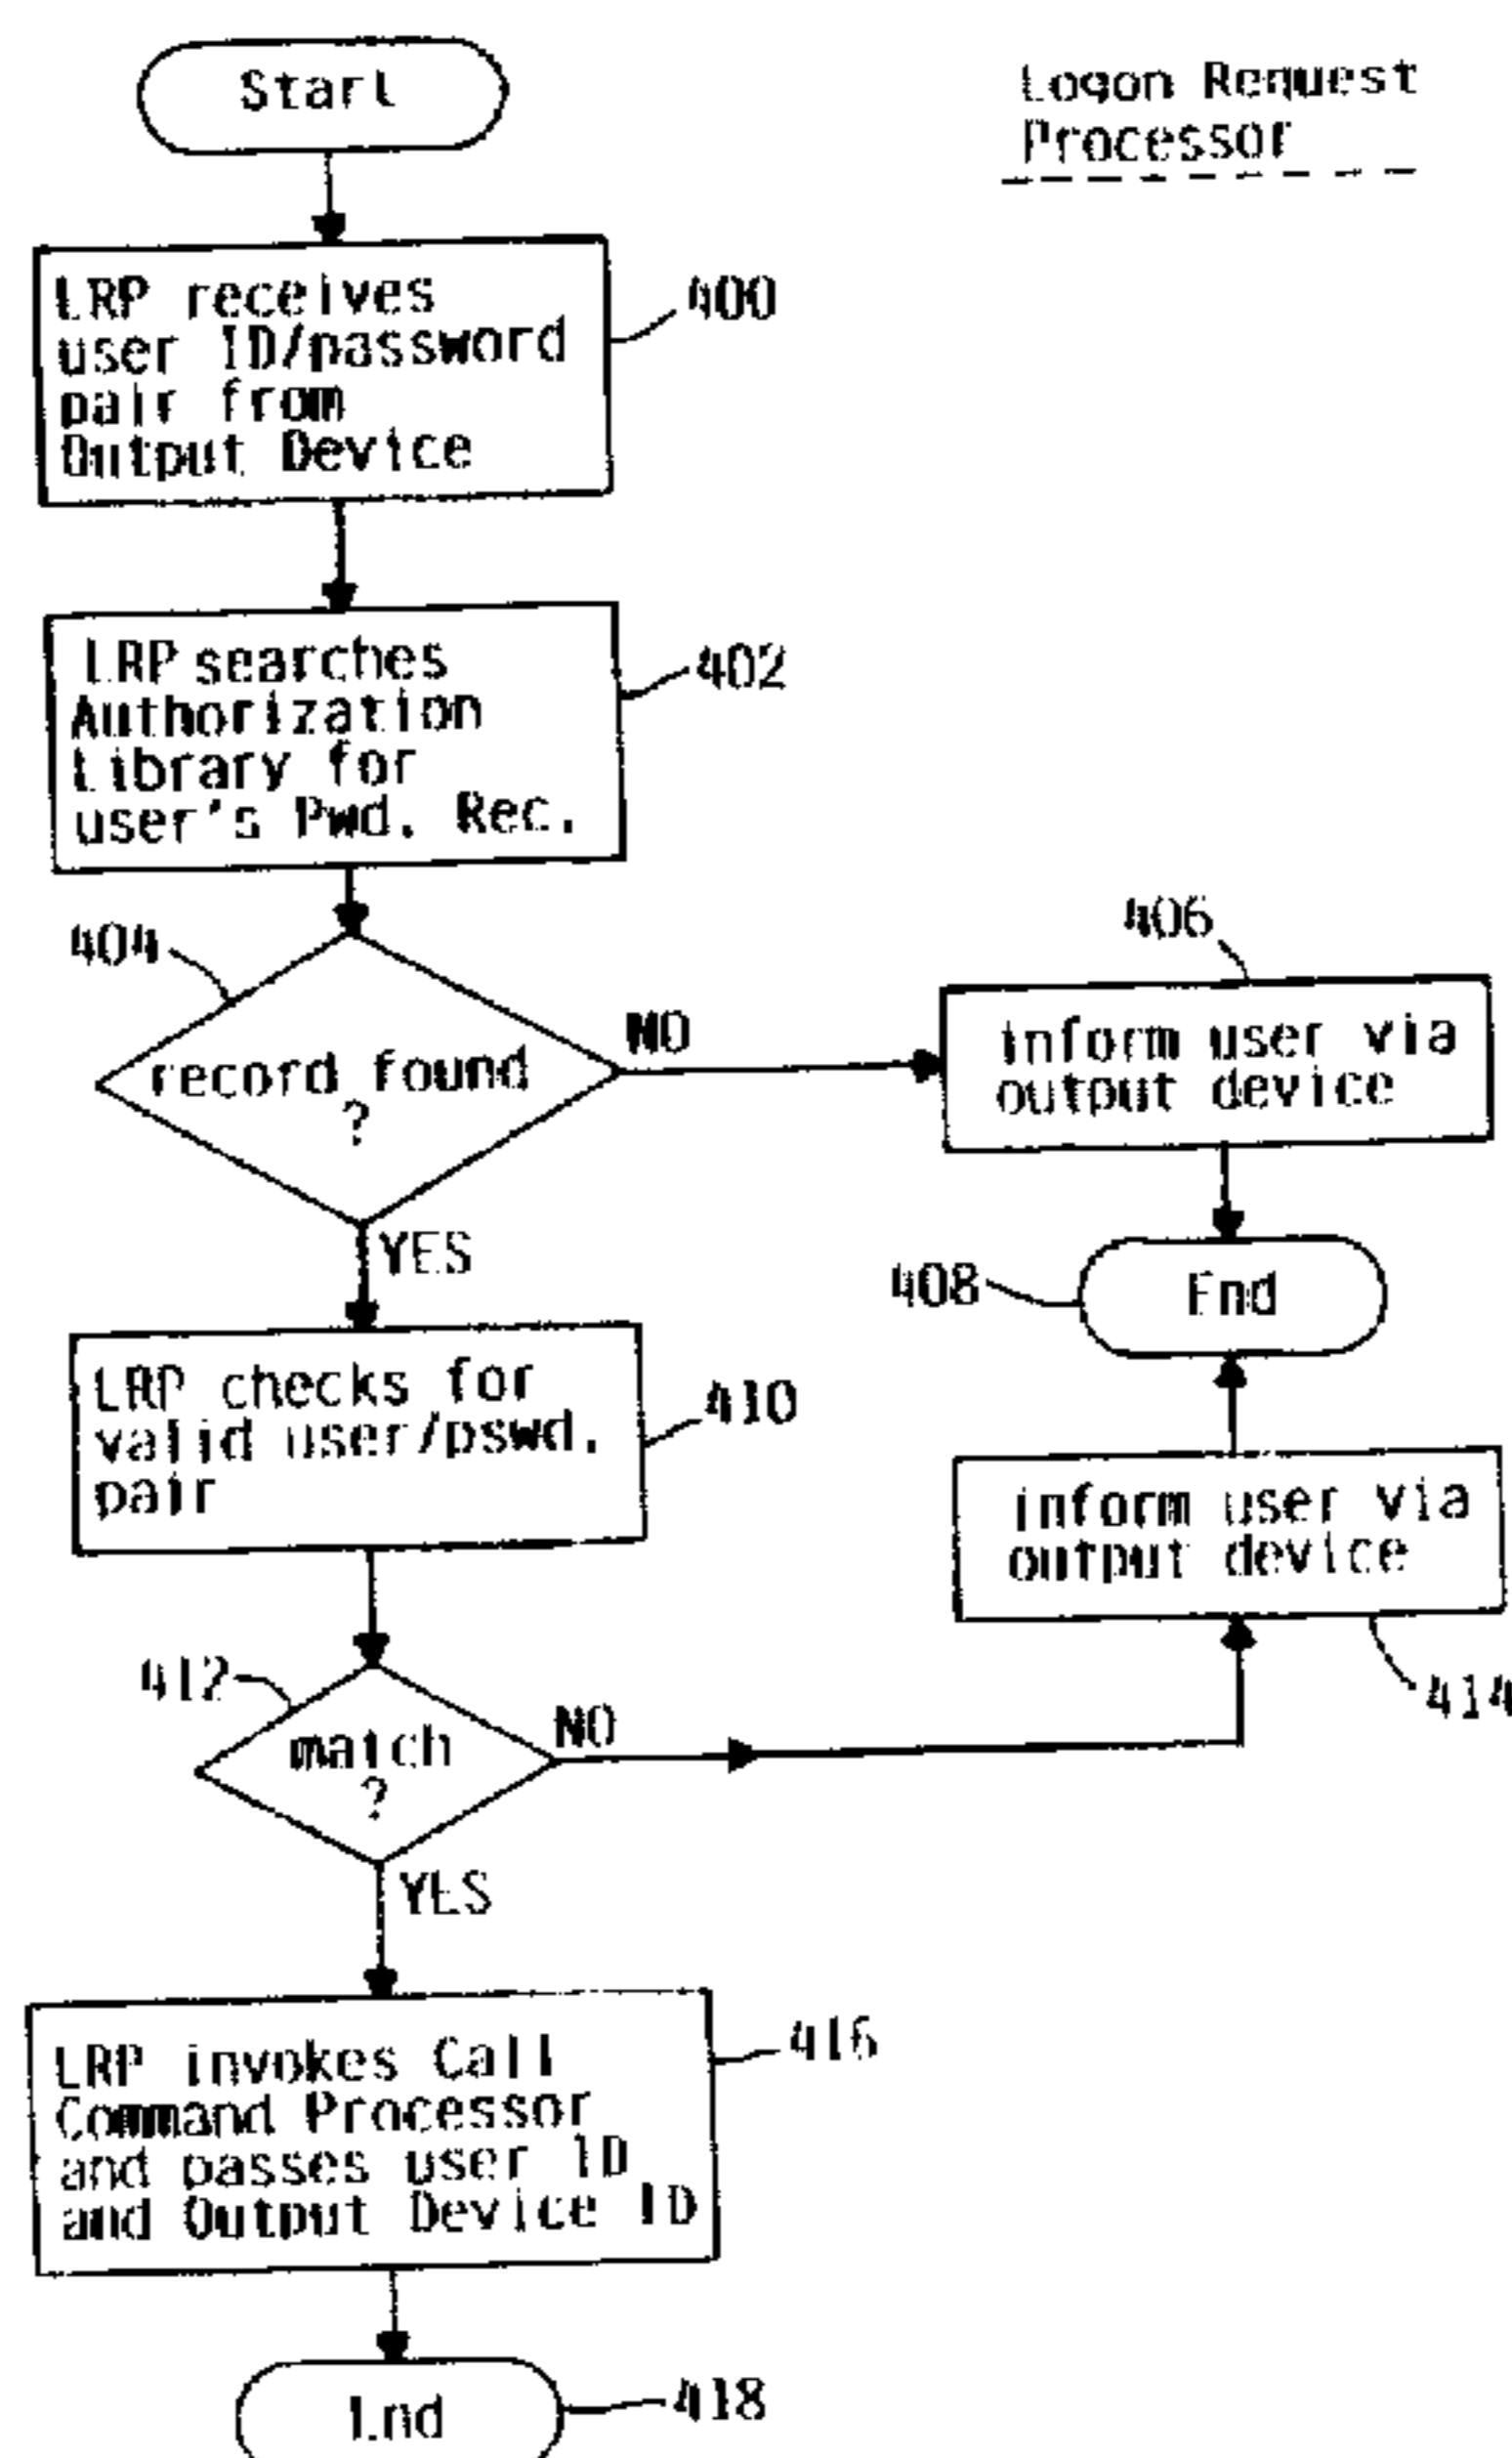 Start
Logon Request
Processor
LRP receives
user ID/password
pair from
Output Device
400
LRP searches
Authorization
Library for
user's Pwd. Rec.
402
404
record found
?
NO
406
inform user via
output device
YES
408
End
LRP checks for
valid user/pswd.
pair
410
inform user via
output device
414
412
match
?
NO
YES
LRP invokes Call
Command Processor
and passes user ID
and Output Device ID
416
End
418